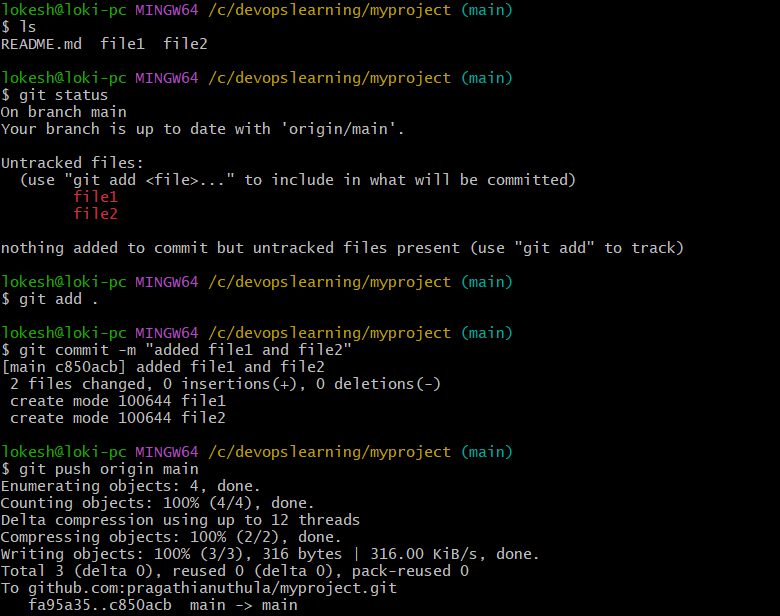 lokesh@loki-pc MINGW64 /c/devopslearning/myproject (main)
$ ls
README.md  file1  file2

lokesh@loki-pc MINGW64 /c/devopslearning/myproject (main)
$ git status
On branch main
Your branch is up to date with 'origin/main'.

Untracked files:
  (use "git add <file>..." to include in what will be committed)
        file1
        file2

nothing added to commit but untracked files present (use "git add" to track)

lokesh@loki-pc MINGW64 /c/devopslearning/myproject (main)
$ git add .

lokesh@loki-pc MINGW64 /c/devopslearning/myproject (main)
$ git commit -m "added file1 and file2"
[main c850acb] added file1 and file2
 2 files changed, 0 insertions(+), 0 deletions(-)
 create mode 100644 file1
 create mode 100644 file2

lokesh@loki-pc MINGW64 /c/devopslearning/myproject (main)
$ git push origin main
Enumerating objects: 4, done.
Counting objects: 100% (4/4), done.
Delta compression using up to 12 threads
Compressing objects: 100% (2/2), done.
Writing objects: 100% (3/3), 316 bytes | 316.00 KiB/s, done.
Total 3 (delta 0), reused 0 (delta 0), pack-reused 0
To github.com:pragathianuthula/myproject.git
   fa95a35..c850acb  main -> main